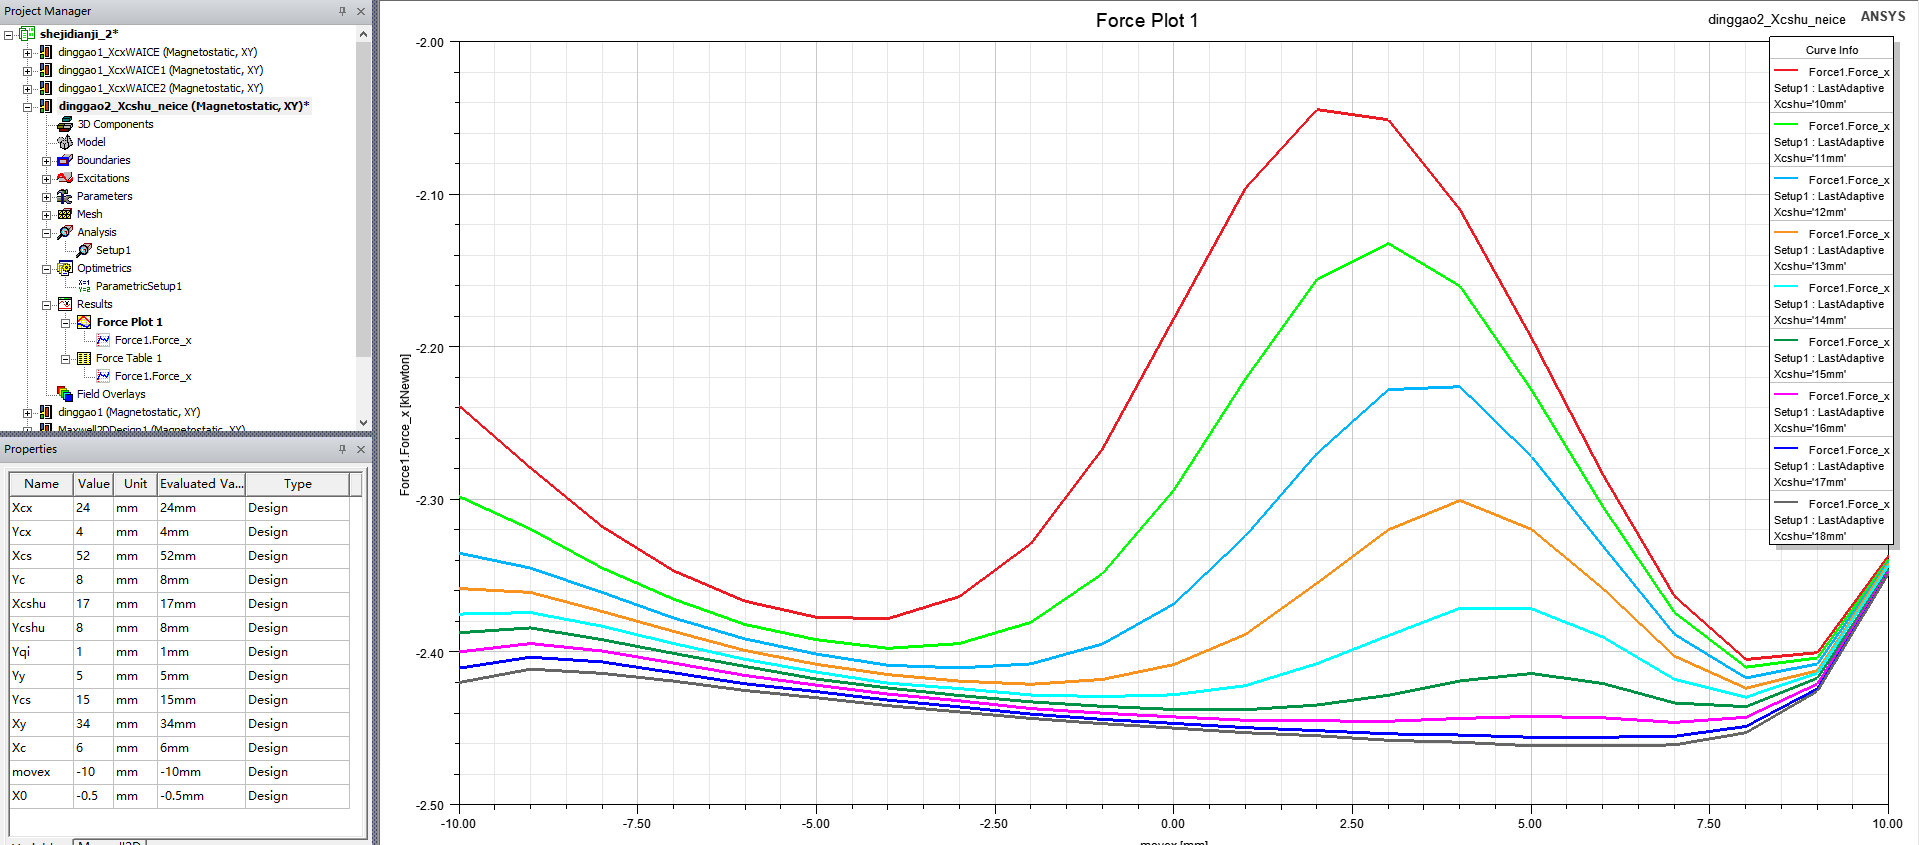 Project Manager
shejidianji_2*
dinggao1_XcxWAICE (Magnetostatic, XY)
dinggao1_XcxWAICE1 (Magnetostatic, XY)
dinggao1_XcxWAICE2 (Magnetostatic, XY)
dinggao2_Xcshu_neice (Magnetostatic, XY)*
3D Components
Model
Boundaries
Excitations
Parameters
Mesh
Analysis
Setup1
Optimetrics
ParametricSetup1
Results
Force Plot 1
Force1.Force_x
Force Table 1
Force1.Force_x
Field Overlays
dinggao1 (Magnetostatic, XY)
Maxwell2DDesign1 (Magnetostatic, XY)
Properties
Name Value Unit Evaluated Va... Type
Xcx 24 mm 24mm Design
Ycx 4 mm 4mm Design
Xcs 52 mm 52mm Design
Yc 8 mm 8mm Design
Xcshu 17 mm 17mm Design
Ycshu 8 mm 8mm Design
Yqi 1 mm 1mm Design
Yy 5 mm 5mm Design
Ycs 15 mm 15mm Design
Xy 34 mm 34mm Design
Xc 6 mm 6mm Design
movex -10 mm -10mm Design
X0 -0.5 mm -0.5mm Design
Force Plot 1
dinggao2_Xcshu_neice
ANSYS
Curve Info
Force1.Force_x
Setup1 : LastAdaptive
Xcshu='10mm'
Force1.Force_x
Setup1 : LastAdaptive
Xcshu='11mm'
Force1.Force_x
Setup1 : LastAdaptive
Xcshu='12mm'
Force1.Force_x
Setup1 : LastAdaptive
Xcshu='13mm'
Force1.Force_x
Setup1 : LastAdaptive
Xcshu='14mm'
Force1.Force_x
Setup1 : LastAdaptive
Xcshu='15mm'
Force1.Force_x
Setup1 : LastAdaptive
Xcshu='16mm'
Force1.Force_x
Setup1 : LastAdaptive
Xcshu='17mm'
Force1.Force_x
Setup1 : LastAdaptive
Xcshu='18mm'
Force1.Force_x [kNewton]
-2.00
-2.10
-2.20
-2.30
-2.40
-2.50
-10.00 -7.50 -5.00 -2.50 0.00 2.50 5.00 7.50 10.00
movex [mm]